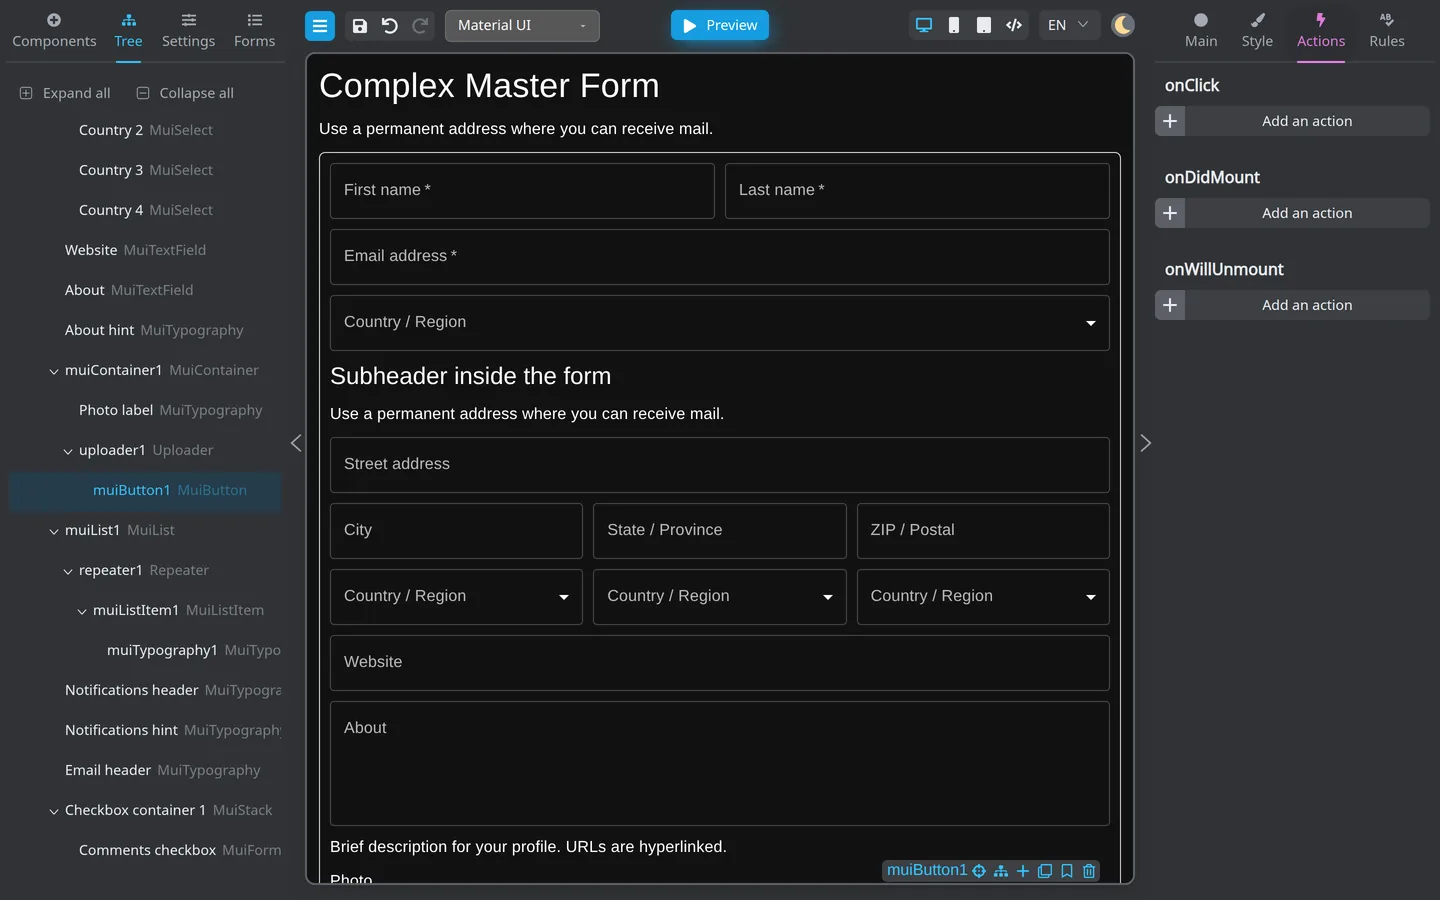 Components
Tree
Settings
Forms
Material UI
Preview
EN
Main
Style
Actions
AB
Rules
Expand all
Collapse all
Country 2 MuiSelect
Country 3 MuiSelect
Country 4 MuiSelect
Website MuiTextField
About MuiTextField
About hint MuiTypography
muiContainer1 MuiContainer
Photo label MuiTypography
uploader1 Uploader
muiButton1 MuiButton
muiList1 MuiList
repeater1 Repeater
muiListItem1 MuiListItem
muiTypography1 MuiTypo
Notifications header MuiTypogra
Notifications hint MuiTypography
Email header MuiTypography
Checkbox container 1 MuiStack
Comments checkbox MuiForm
Complex Master Form
Use a permanent address where you can receive mail.
First name *
Last name *
Email address *
Country / Region
Subheader inside the form
Use a permanent address where you can receive mail.
Street address
City
State / Province
ZIP / Postal
Country / Region
Country / Region
Country / Region
Website
About
Brief description for your profile. URLs are hyperlinked.
Photo
muiButton1
onClick
Add an action
onDidMount
Add an action
onWillUnmount
Add an action